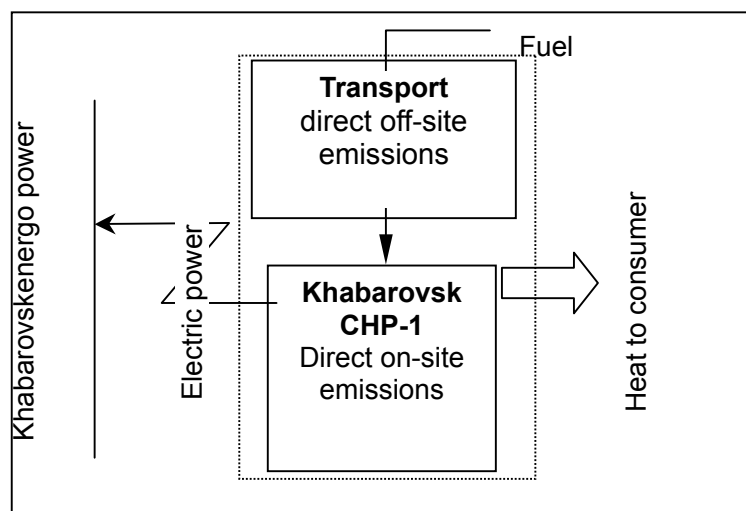 Fuel
Transport
direct off-site
emissions
Khabarovskenergo power
Electric power
Khabarovsk
CHP-1
Direct on-site
emissions
Heat to consumer